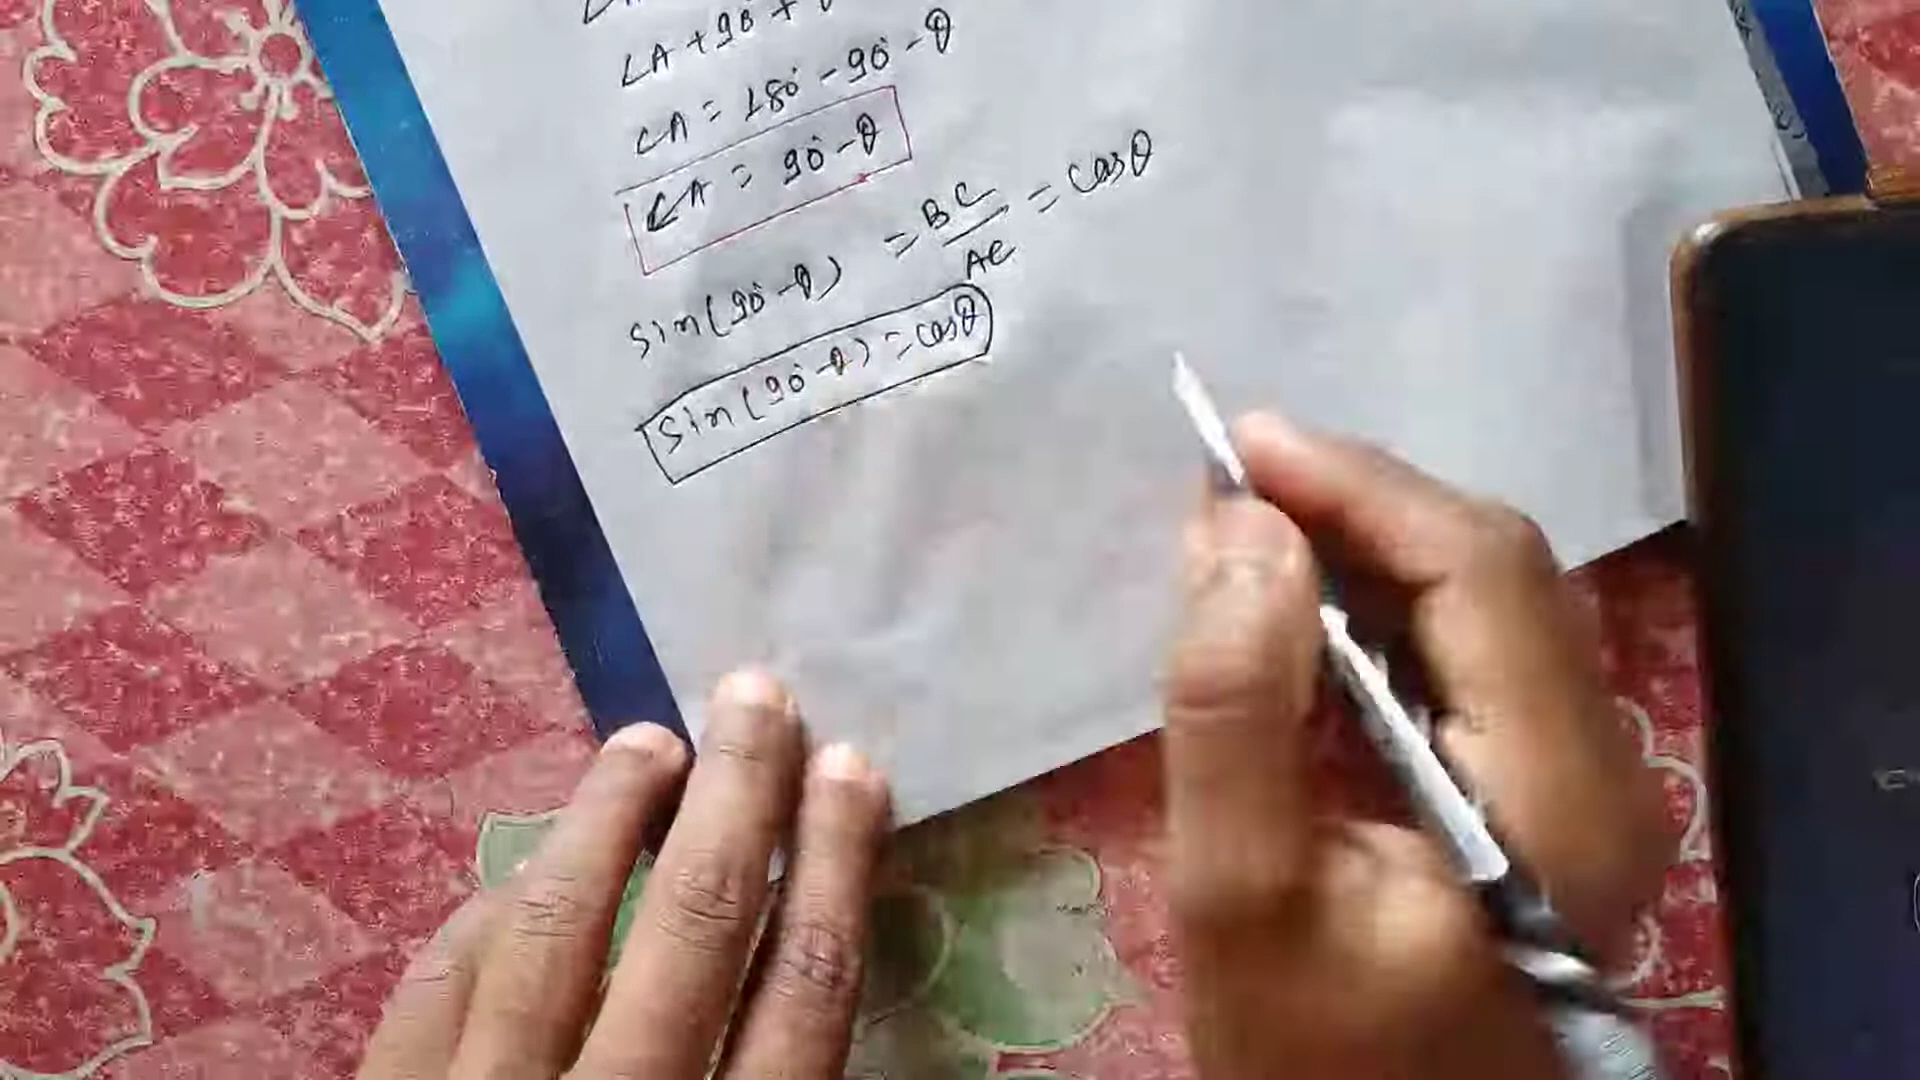 ∠A + 90° +
∠A = 180° - 90° - θ
∠A = 90° - θ
sin(90° - θ) = BC/AC = cosθ
sin(90° - θ) = cosθ